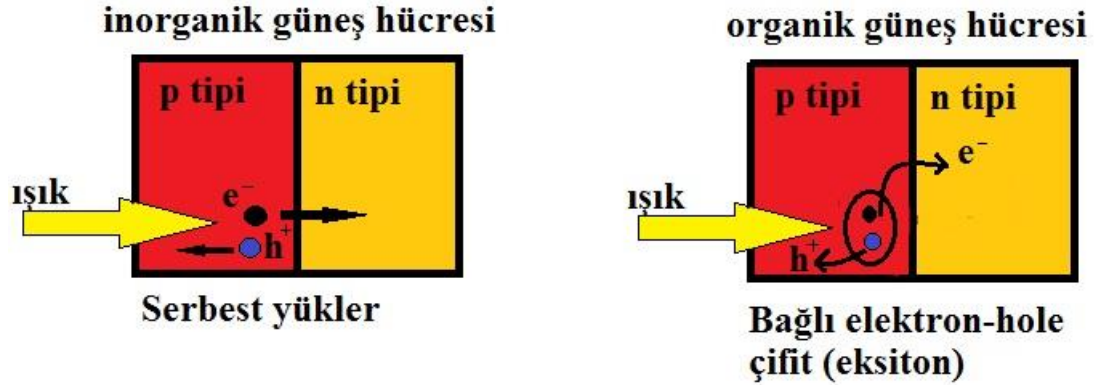 inorganik güneş hücresi
p tipi
n tipi
ışık
e⁻
h⁺
Serbest yükler
organik güneş hücresi
p tipi
n tipi
e⁻
ışık
h⁺
Bağlı elektron-hole
çifit (eksiton)